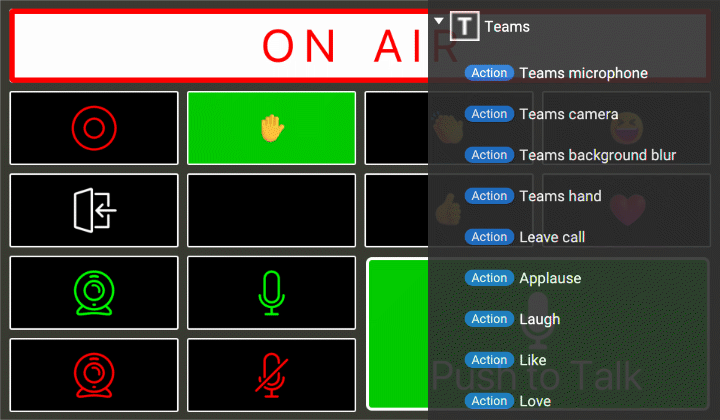 ON AIR
T Teams
Action Teams microphone
Action Teams camera
Action Teams background blur
Action Teams hand
Action Leave call
Action Applause
Action Laugh
Action Like
Action Love
Push to Talk